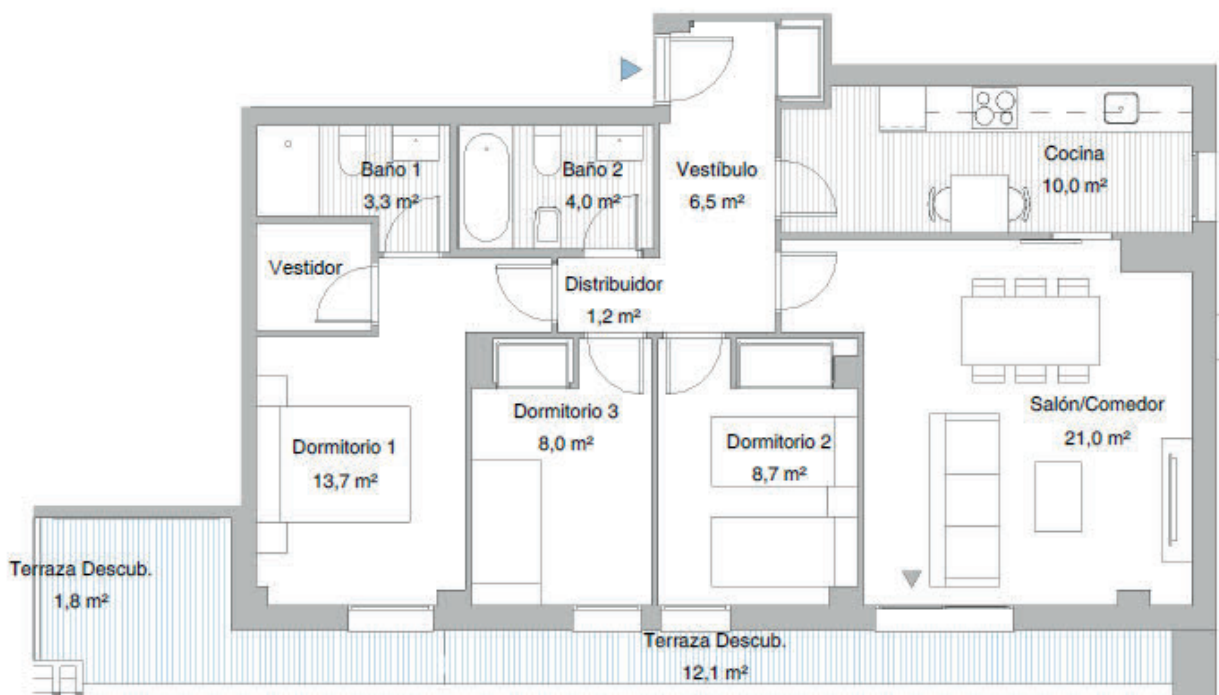 Baño 1
3,3 m²
Baño 2
4,0 m²
Vestíbulo
6,5 m²
Cocina
10,0 m²
Vestidor
Distribuidor
1,2 m²
Dormitorio 1
13,7 m²
Dormitorio 3
8,0 m²
Dormitorio 2
8,7 m²
Salón/Comedor
21,0 m²
Terraza Descub.
1,8 m²
Terraza Descub.
12,1 m²